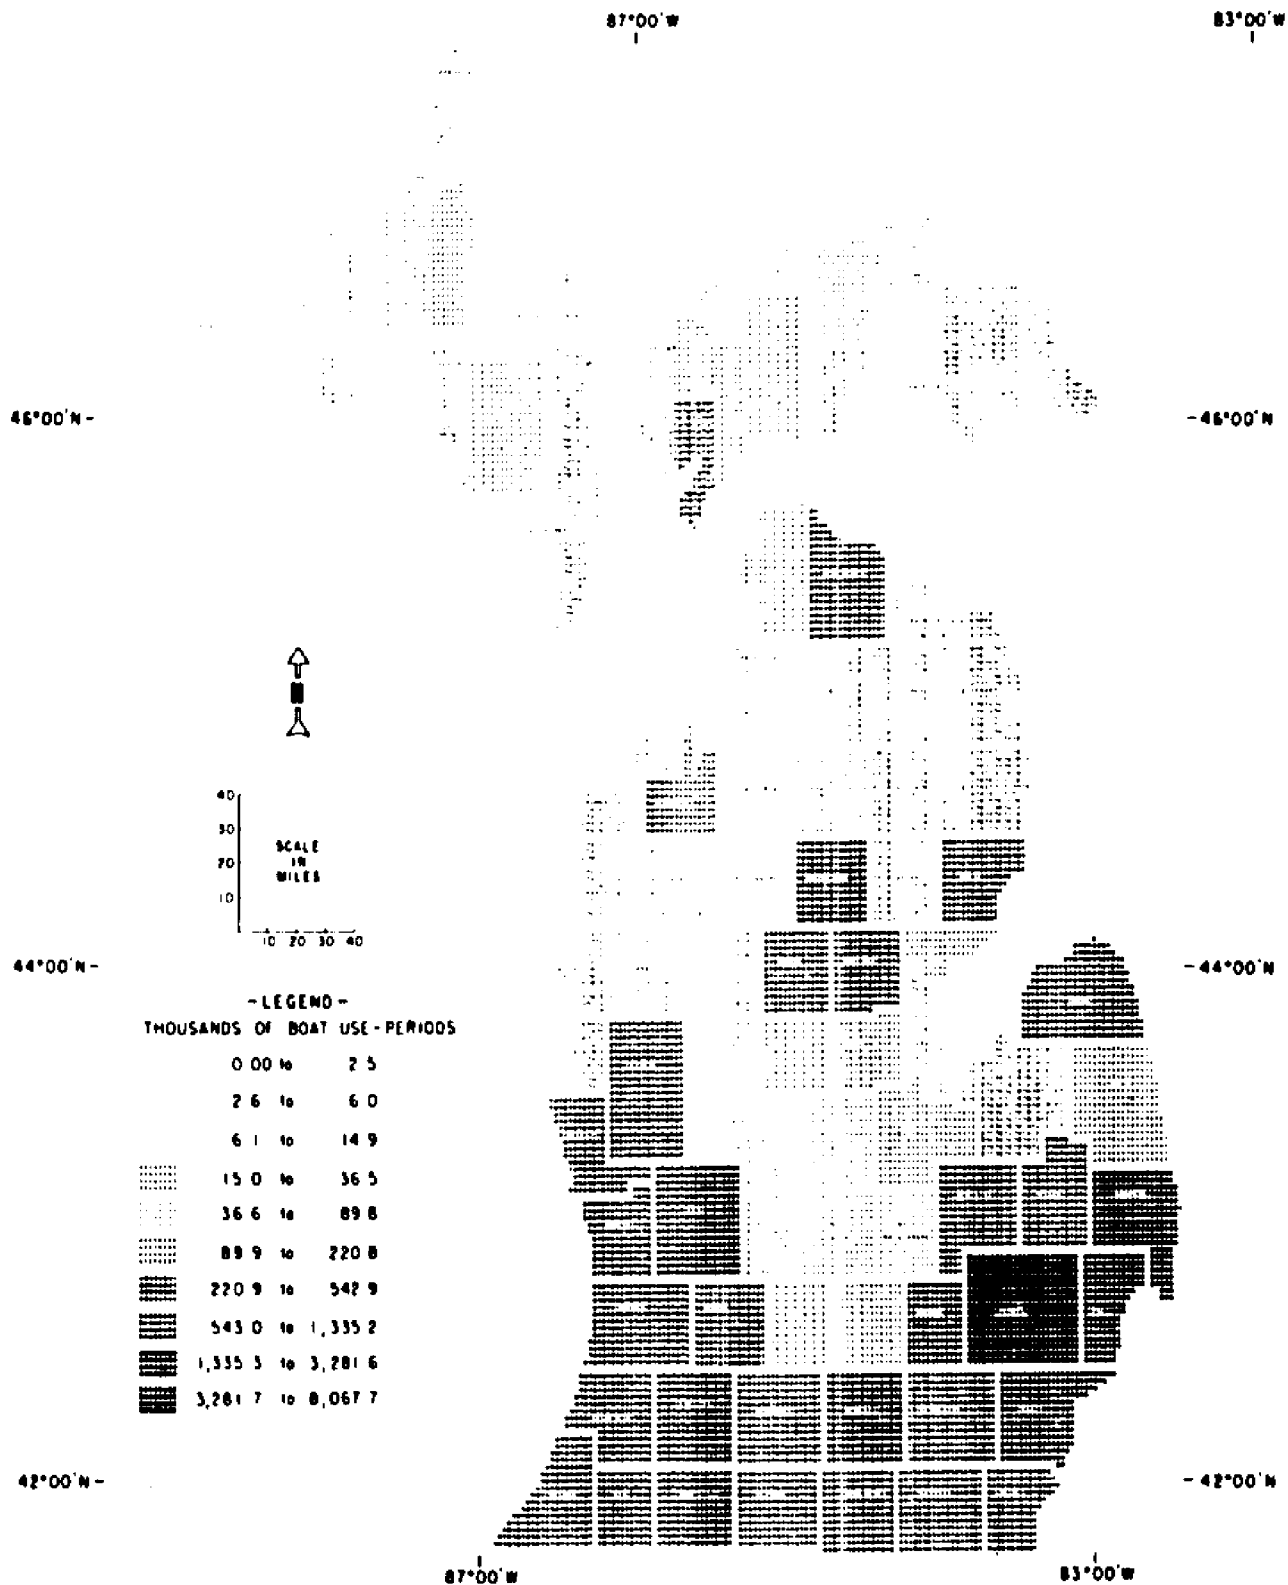 87°00'W 83°00'W
46°00'N - - 46°00'N
40
30
20
10
SCALE
IN
MILES
10 20 30 40
44°00'N - - 44°00'N
- LEGEND -
THOUSANDS OF BOAT USE - PERIODS
0 00 to 2 5
2 6 to 6 0
6 1 to 14 9
15 0 to 36 5
36 6 to 89 8
89 9 to 220 8
220 9 to 542 9
543 0 to 1,335 2
1,335 3 to 3,281 6
3,281 7 to 8,067 7
42°00'N - - 42°00'N
87°00'W 83°00'W